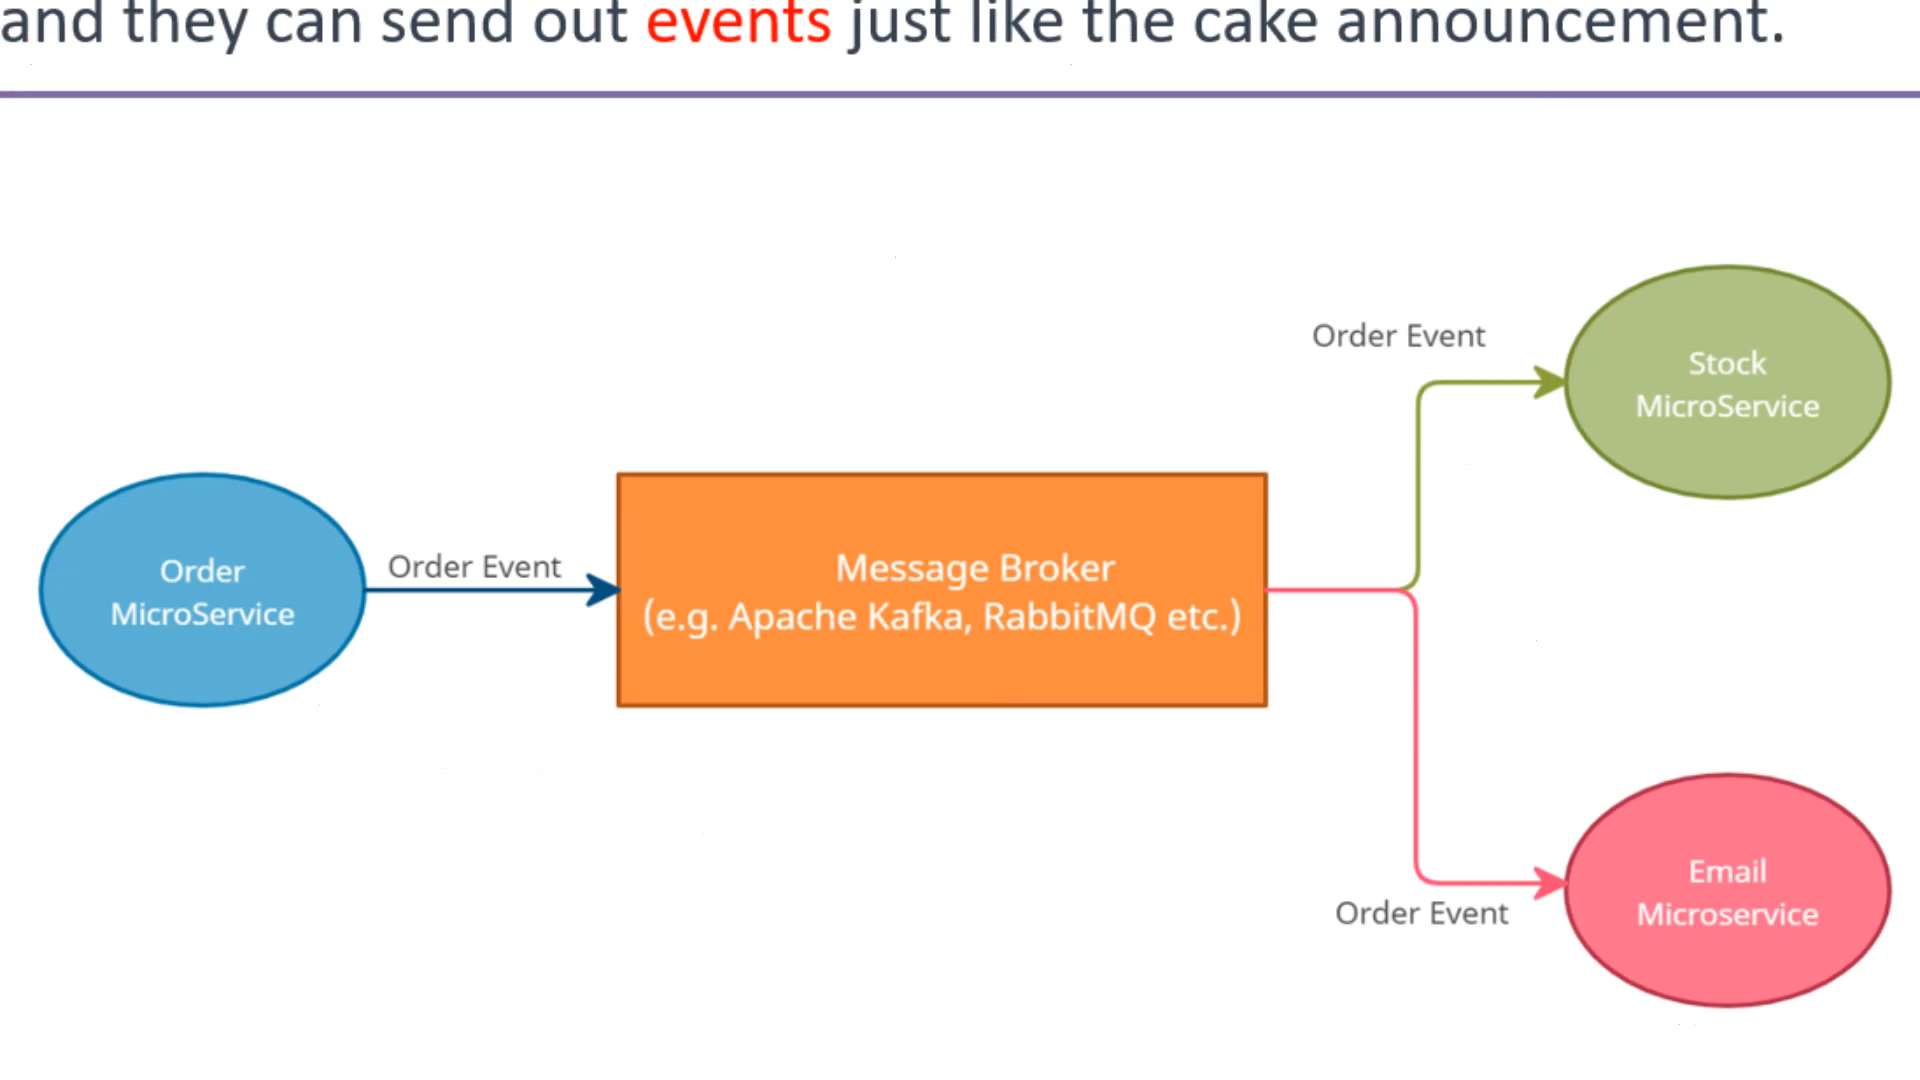 and they can send out events just like the cake announcement.
Order Event
Stock
MicroService
Order
MicroService
Order Event
Message Broker
(e.g. Apache Kafka, RabbitMQ etc.)
Email
Microservice
Order Event